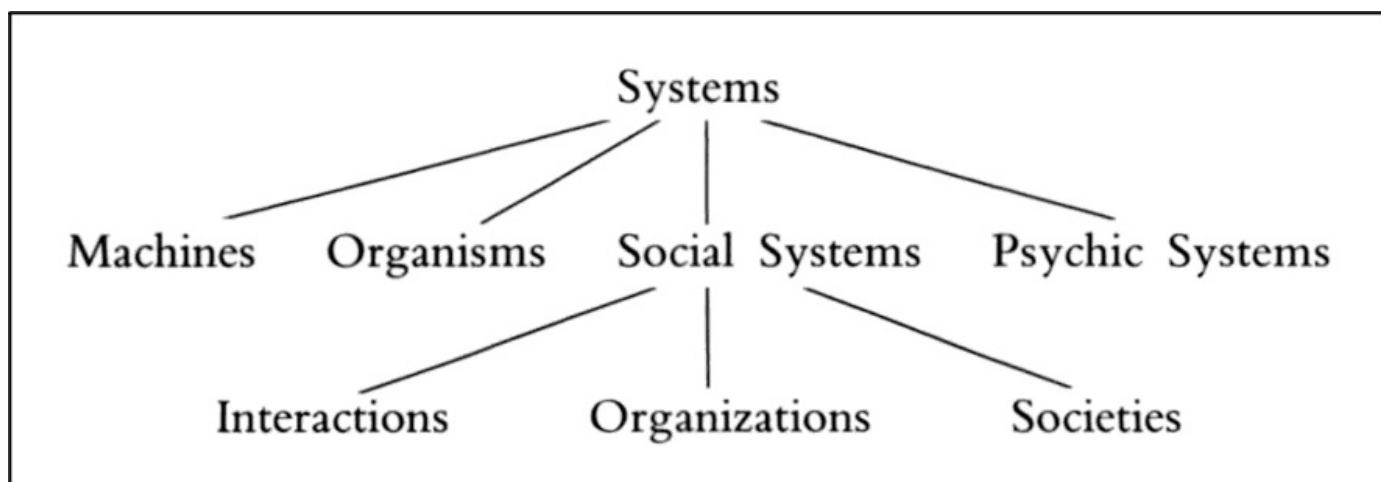 Systems
Machines Organisms Social Systems Psychic Systems
Interactions Organizations Societies